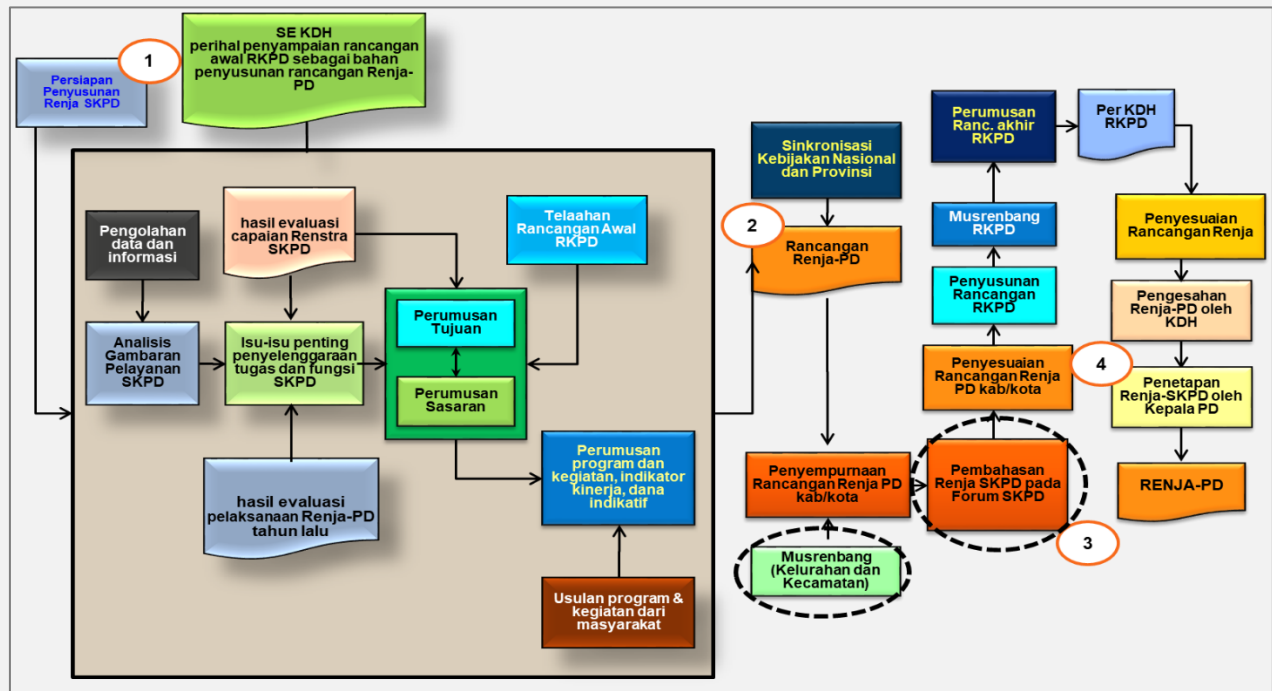 1
Persiapan
Penyusunan
Renja SKPD
SE KDH
perihal penyampaian rancangan
awal RKPD sebagai bahan
penyusunan rancangan Renja-
PD
Pengolahan
data dan
informasi
hasil evaluasi
capaian Renstra
SKPD
Telaahan
Rancangan Awal
RKPD
Analisis
Gambaran
Pelayanan
SKPD
Isu-isu penting
penyelenggaraan
tugas dan fungsi
SKPD
Perumusan
Tujuan
Perumusan
Sasaran
hasil evaluasi
pelaksanaan Renja-PD
tahun lalu
Perumusan
program dan
kegiatan, indikator
kinerja, dana
indikatif
Usulan program &
kegiatan dari
masyarakat
Sinkronisasi
Kebijakan Nasional
dan Provinsi
2
Rancangan
Renja-PD
Penyempurnaan
Rancangan Renja PD
kab/kota
Musrenbang
(Kelurahan dan
Kecamatan)
Pembahasan
Renja SKPD pada
Forum SKPD
3
Penyesuaian
Rancangan Renja
PD kab/kota
4
Penyusunan
Rancangan
RKPD
Musrenbang
RKPD
Perumusan
Ranc. akhir
RKPD
Per KDH
RKPD
Penyesuaian
Rancangan Renja
Pengesahan
Renja-PD oleh
KDH
Penetapan
Renja-SKPD oleh
Kepala PD
RENJA-PD